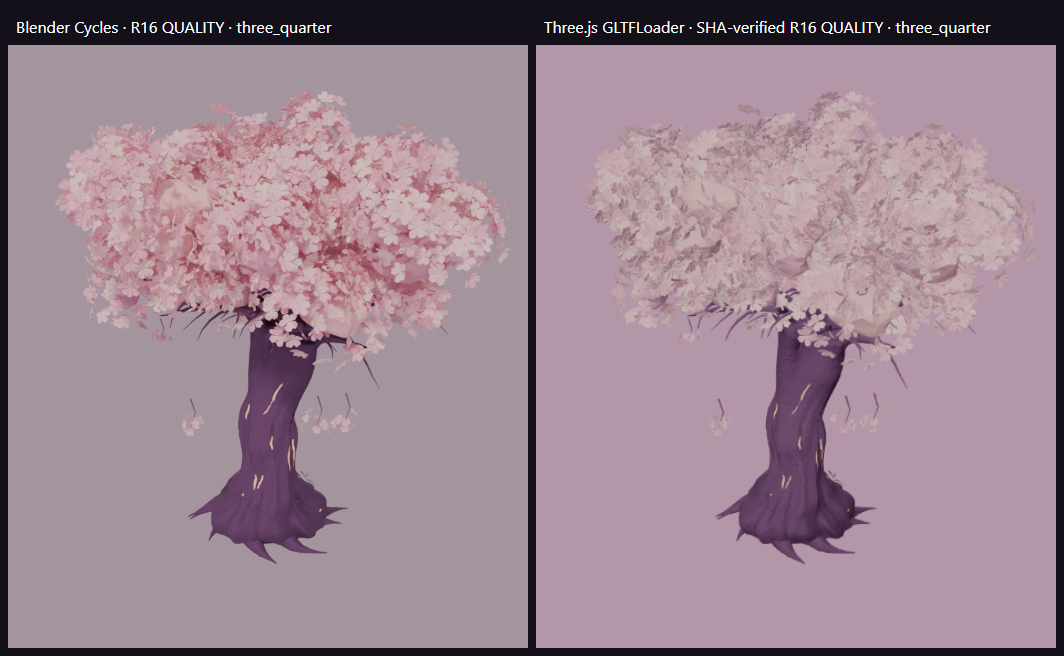 Blender Cycles · R16 QUALITY · three_quarter
Three.js GLTFLoader · SHA-verified R16 QUALITY · three_quarter